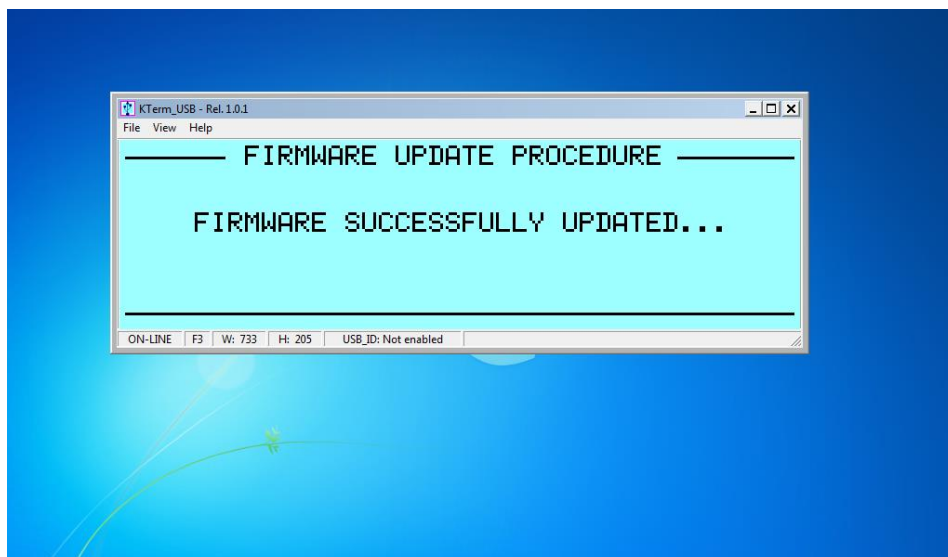 KTerm_USB - Rel. 1.0.1
File View Help
FIRMWARE UPDATE PROCEDURE
FIRMWARE SUCCESSFULLY UPDATED...
ON-LINE F3 W: 733 H: 205 USB_ID: Not enabled